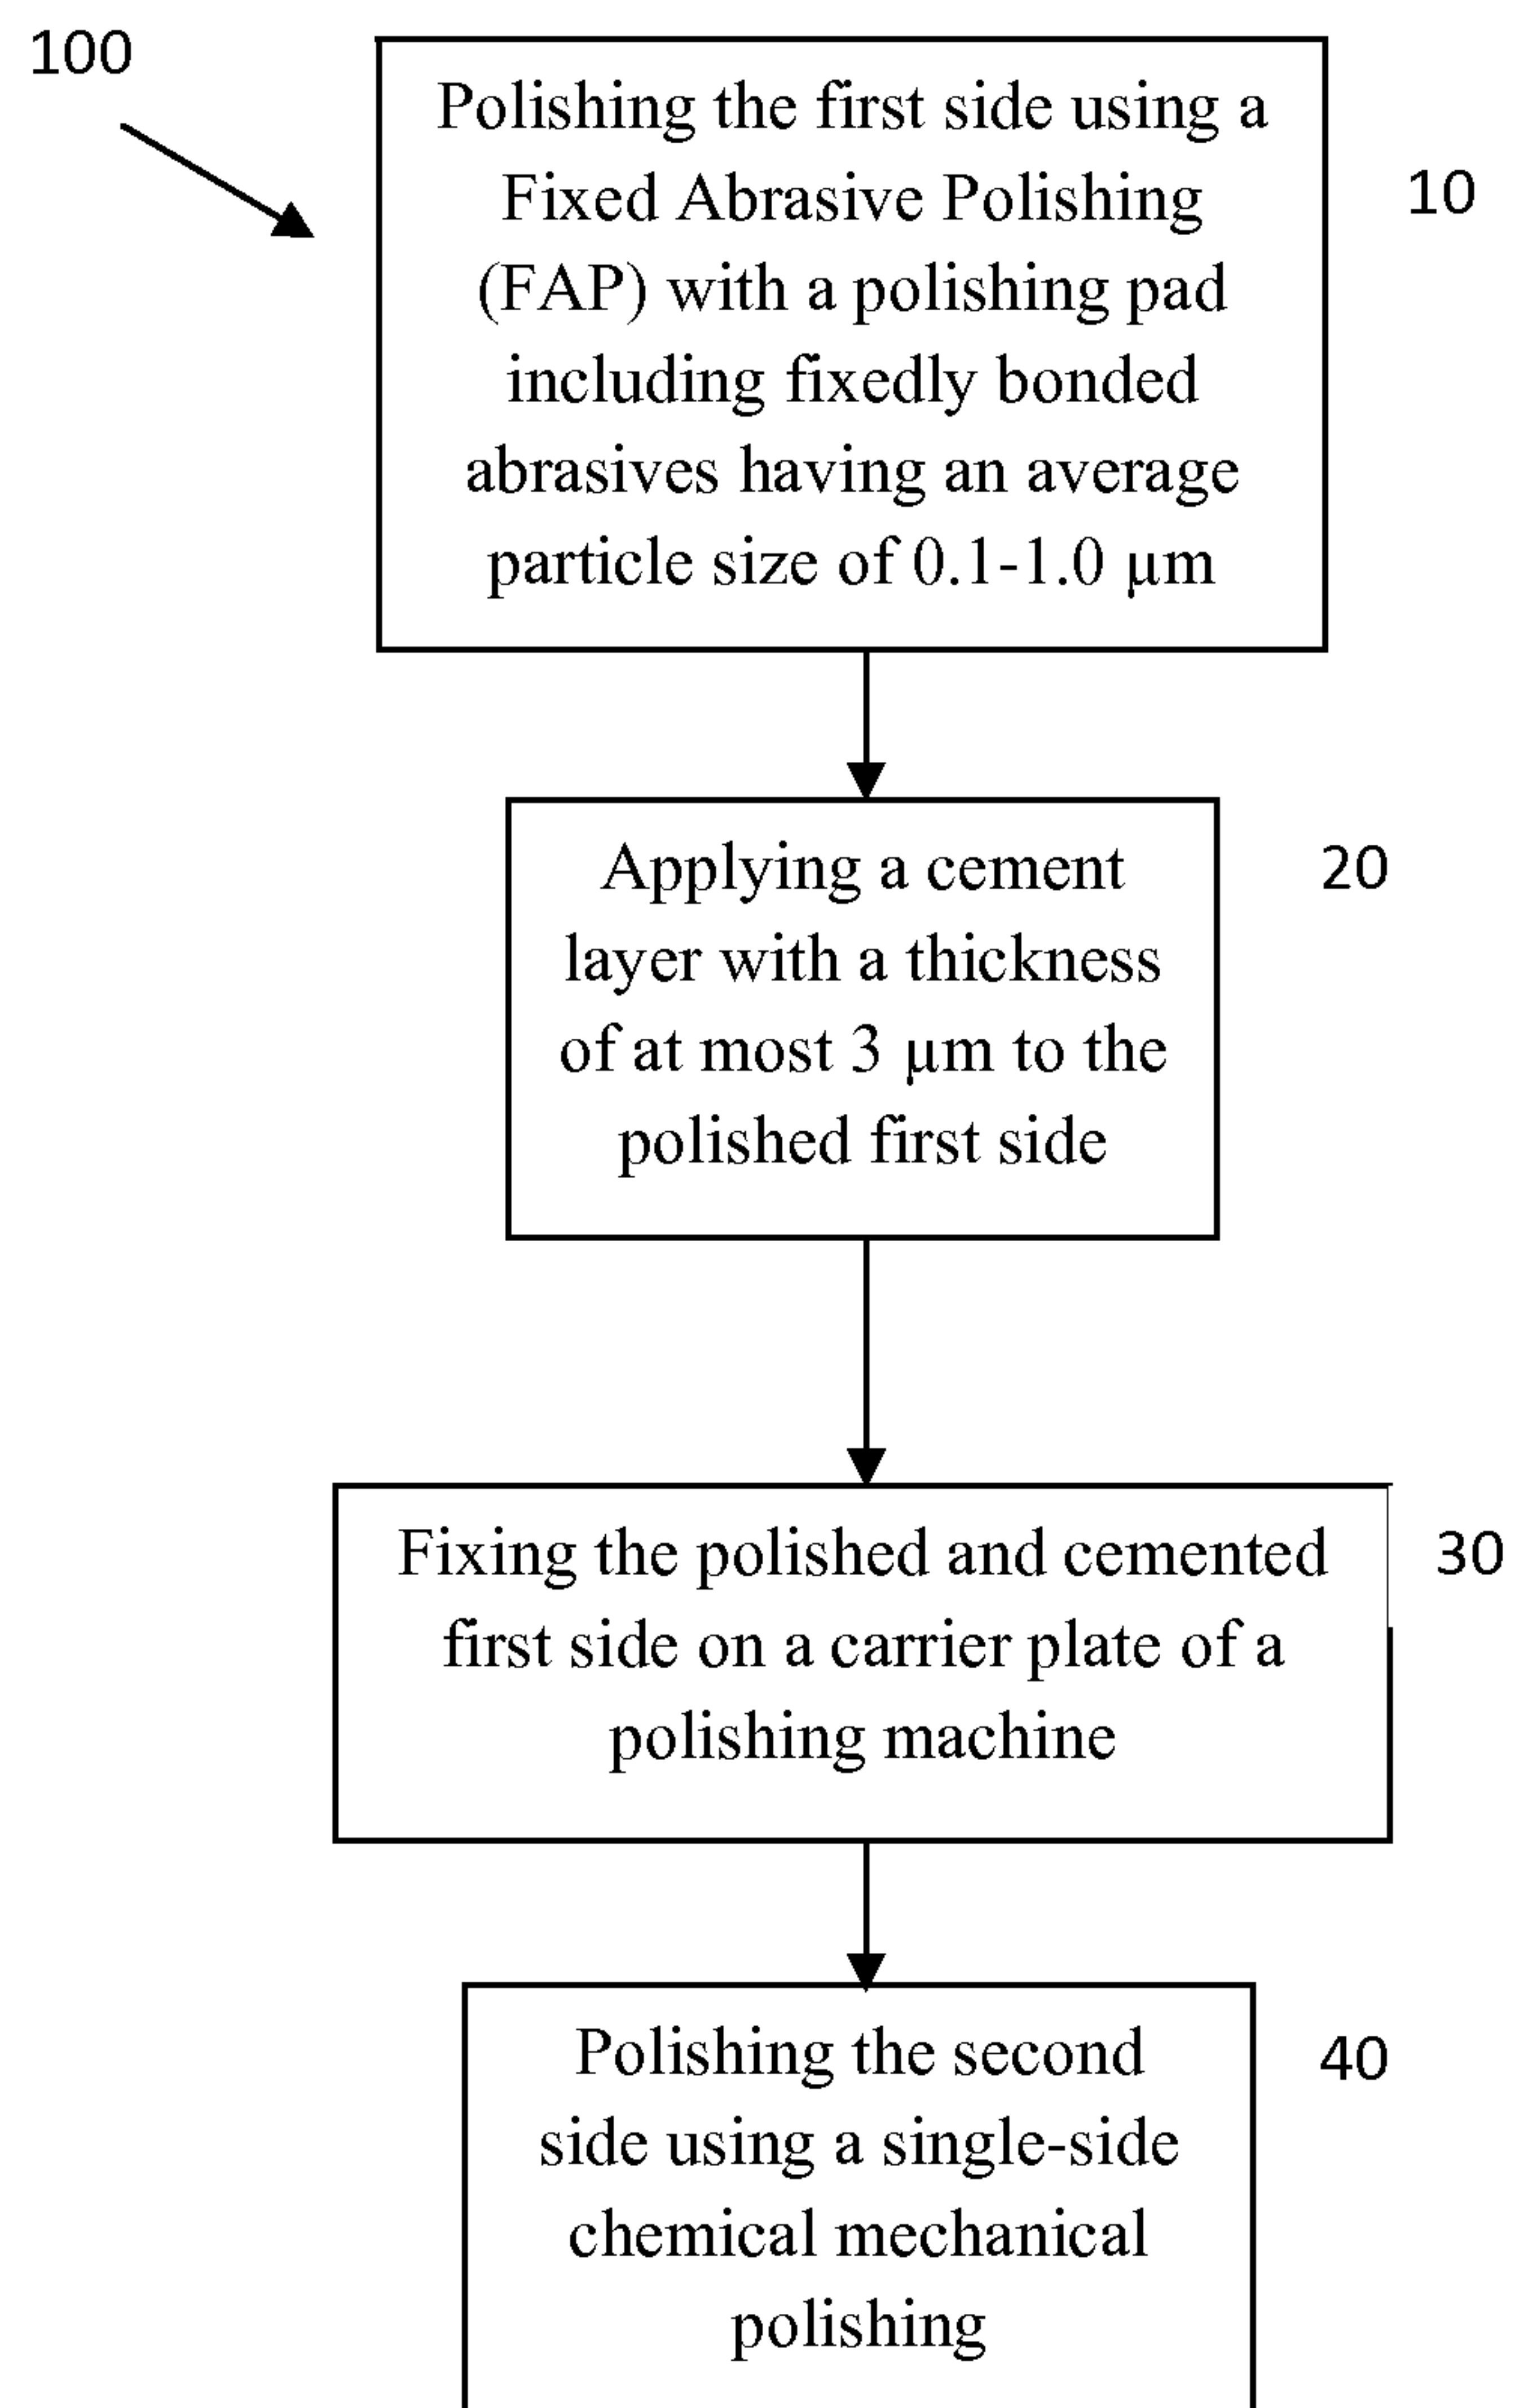 100
Polishing the first side using a
Fixed Abrasive Polishing
(FAP) with a polishing pad
including fixedly bonded
abrasives having an average
particle size of 0.1-1.0 µm
10
Applying a cement
layer with a thickness
of at most 3 µm to the
polished first side
20
Fixing the polished and cemented
first side on a carrier plate of a
polishing machine
30
Polishing the second
side using a single-side
chemical mechanical
polishing
40